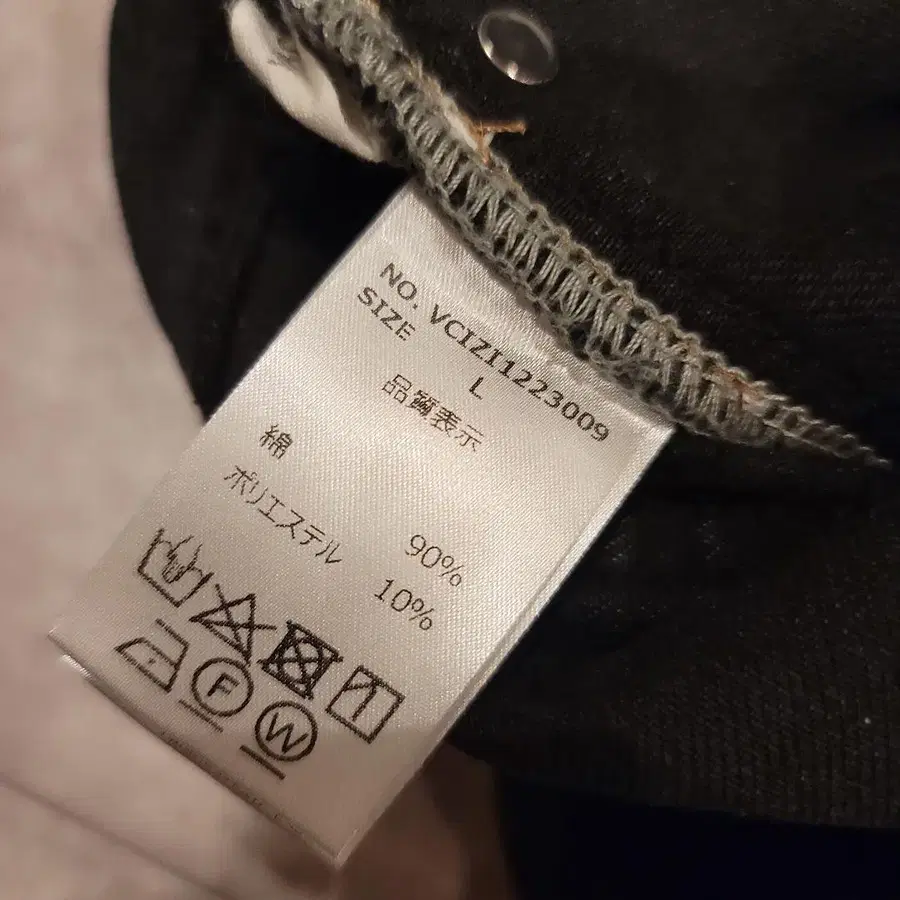 NO. VCIZI1223009
SIZE L
品質表示
綿 90%
ポリエステル 10%
F
W